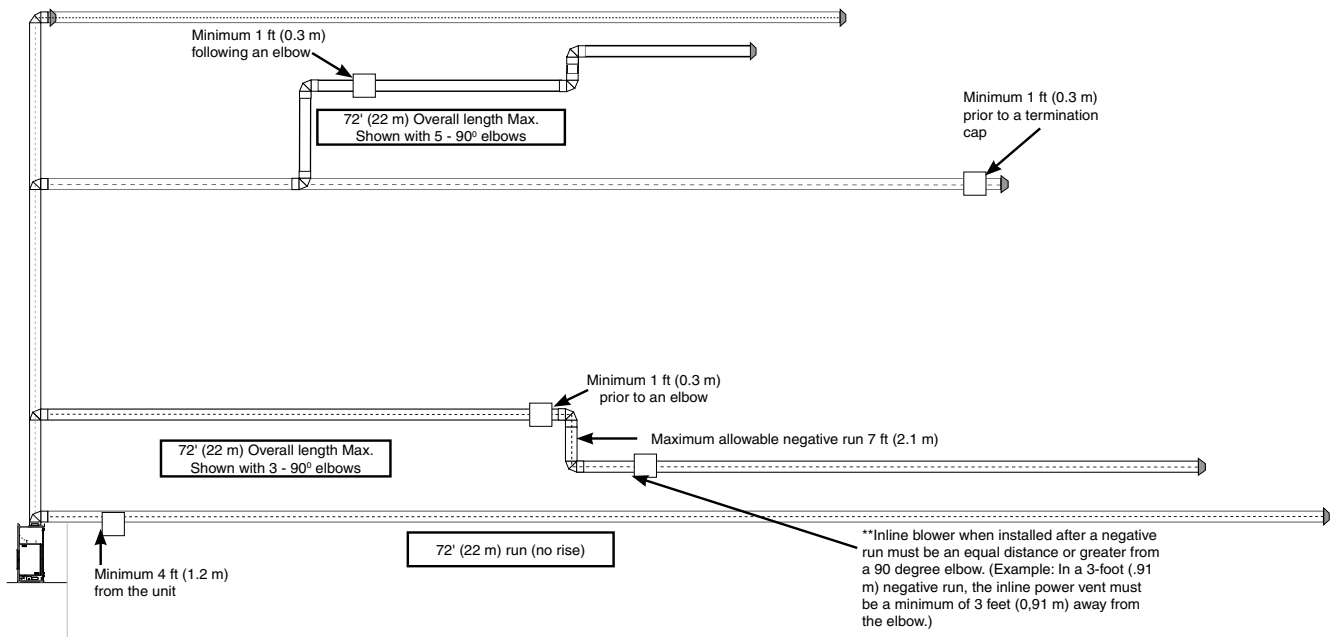 Minimum 1 ft (0.3 m)
following an elbow
72' (22 m) Overall length Max.
Shown with 5 - 90⁰ elbows
Minimum 1 ft (0.3 m)
prior to a termination
cap
Minimum 1 ft (0.3 m)
prior to an elbow
Maximum allowable negative run 7 ft (2.1 m)
72' (22 m) Overall length Max.
Shown with 3 - 90⁰ elbows
72' (22 m) run (no rise)
Minimum 4 ft (1.2 m)
from the unit
**Inline blower when installed after a negative
run must be an equal distance or greater from
a 90 degree elbow. (Example: In a 3-foot (.91
m) negative run, the inline power vent must
be a minimum of 3 feet (0,91 m) away from
the elbow.)